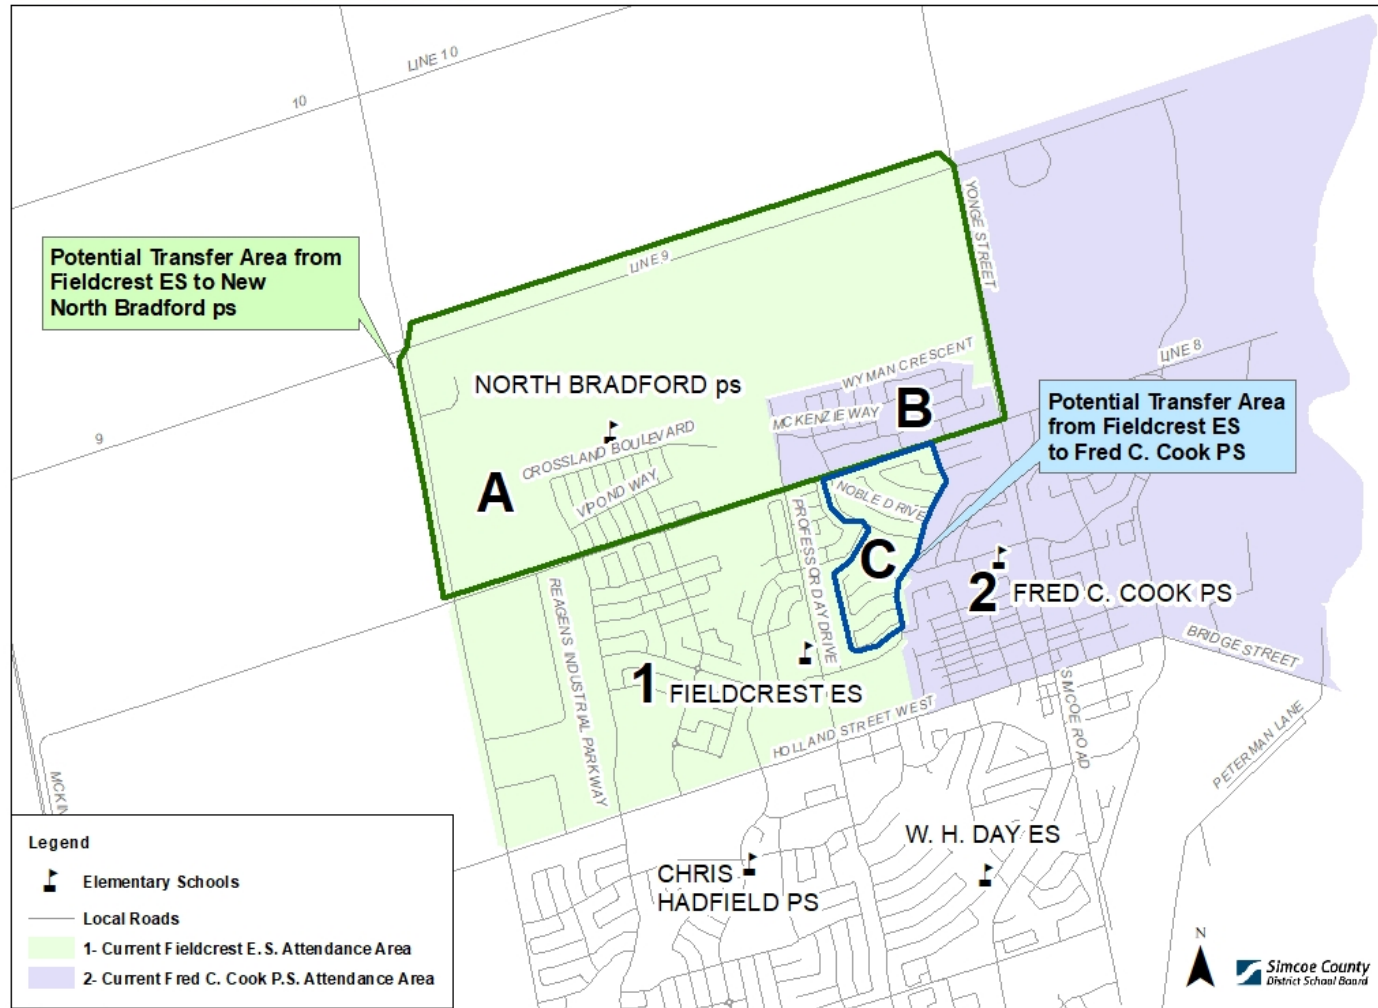 LINE 10
10
YONGE STREET
Potential Transfer Area from
Fieldcrest ES to New
North Bradford ps
LINE 9
LINE 8
WYMAN CRESCENT
NORTH BRADFORD ps
MCKENZIE WAY
B
Potential Transfer Area
from Fieldcrest ES
to Fred C. Cook PS
9
CROSSLAND BOULEVARD
A
VIPOND WAY
NOBLE DRIVE
PROFESSOR DAY DRIVE
C
2 FRED C. COOK PS
REAGENS INDUSTRIAL PARKWAY
BRIDGE STREET
1 FIELDCREST ES
SIMCOE ROAD
HOLLAND STREET WEST
PETERMAN LANE
MCKIN
W. H. DAY ES
CHRIS
HADFIELD PS
Legend
Elementary Schools
Local Roads
1- Current Fieldcrest E.S. Attendance Area
2- Current Fred C. Cook P.S. Attendance Area
N
Simcoe County
District School Board